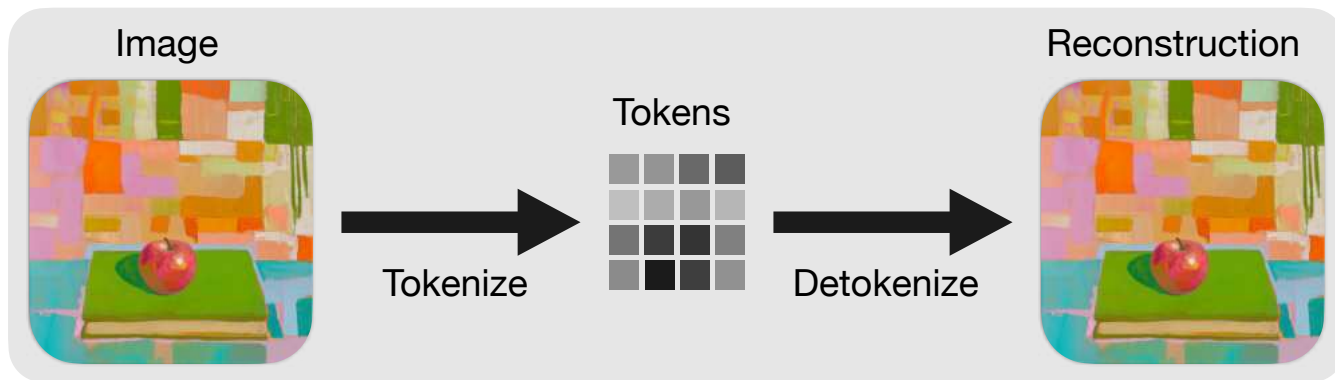 Image
Tokenize
Tokens
Detokenize
Reconstruction